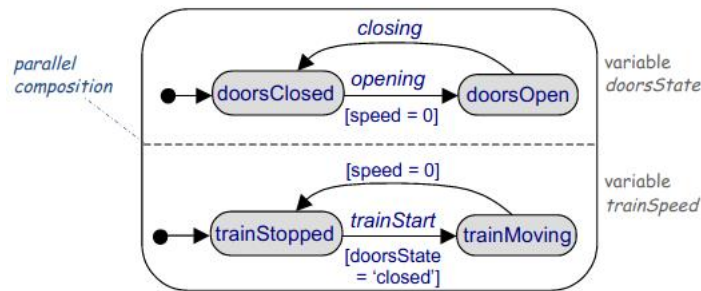 closing
parallel
composition
variable
doorsState
doorsClosed
opening
doorsOpen
[speed = 0]
[speed = 0]
variable
trainSpeed
trainStopped
trainStart
trainMoving
[doorsState
= ‘closed’]